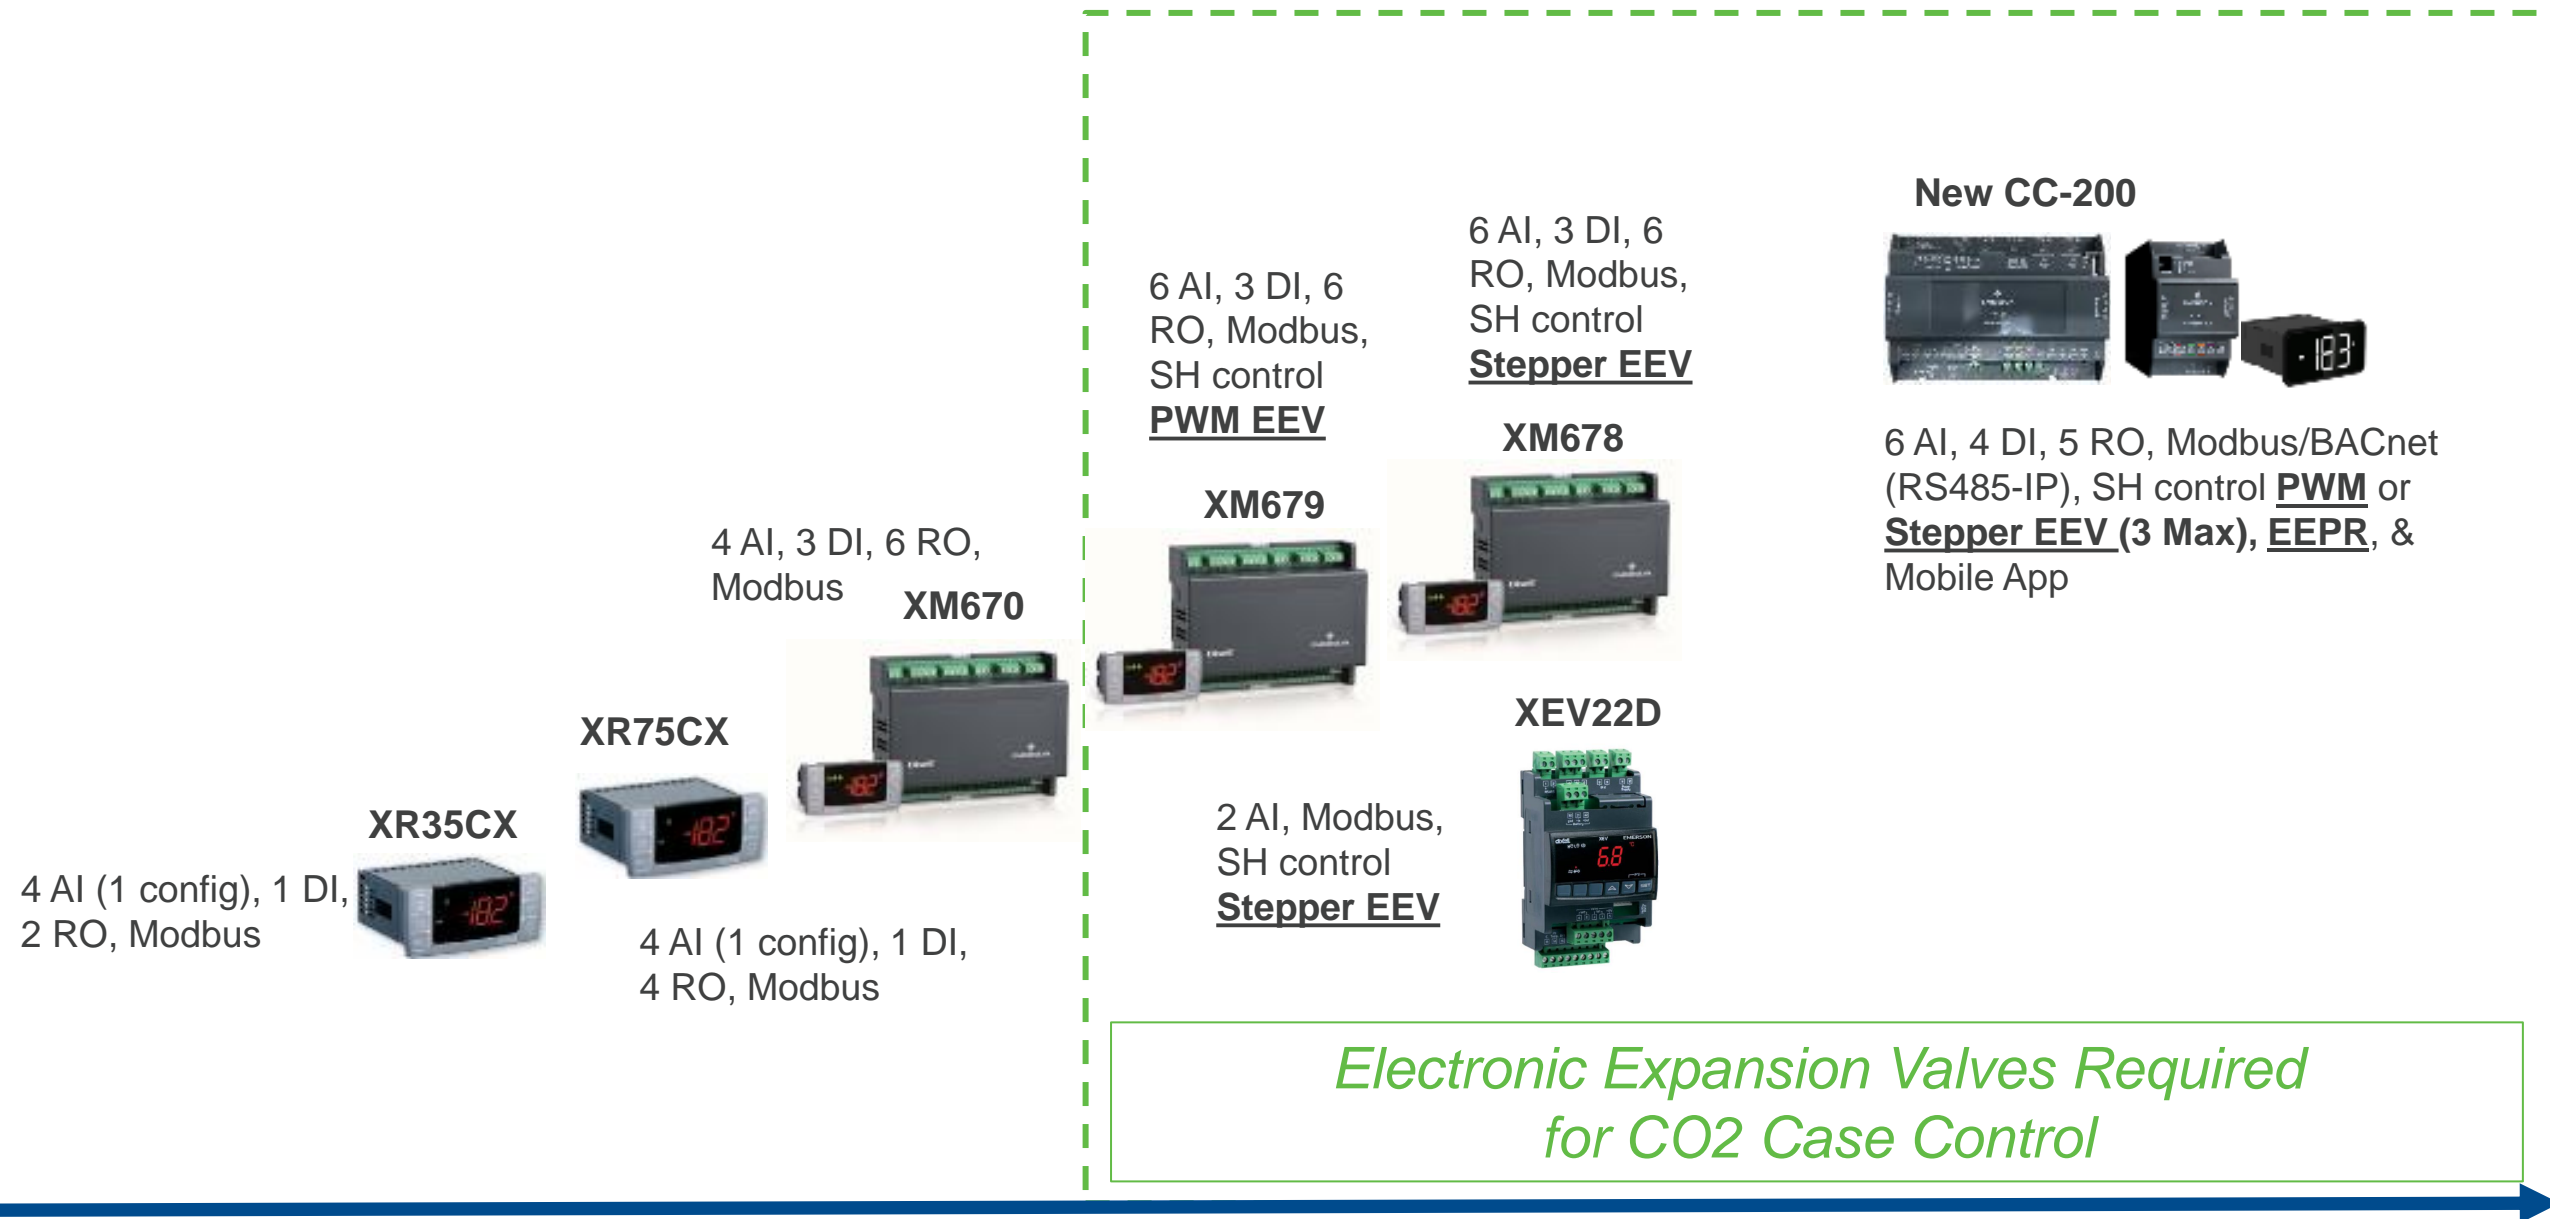 New CC-200
6 AI, 3 DI, 6
RO, Modbus,
SH control
Stepper EEV
XM678
6 AI, 3 DI, 6
RO, Modbus,
SH control
PWM EEV
XM679
6 AI, 4 DI, 5 RO, Modbus/BACnet
(RS485-IP), SH control PWM or
Stepper EEV (3 Max), EEPR, &
Mobile App
4 AI, 3 DI, 6 RO,
Modbus
XM670
XR75CX
XEV22D
XR35CX
2 AI, Modbus,
SH control
Stepper EEV
EMERSON
6.8
4 AI (1 config), 1 DI,
2 RO, Modbus
4 AI (1 config), 1 DI,
4 RO, Modbus
Electronic Expansion Valves Required
for CO2 Case Control